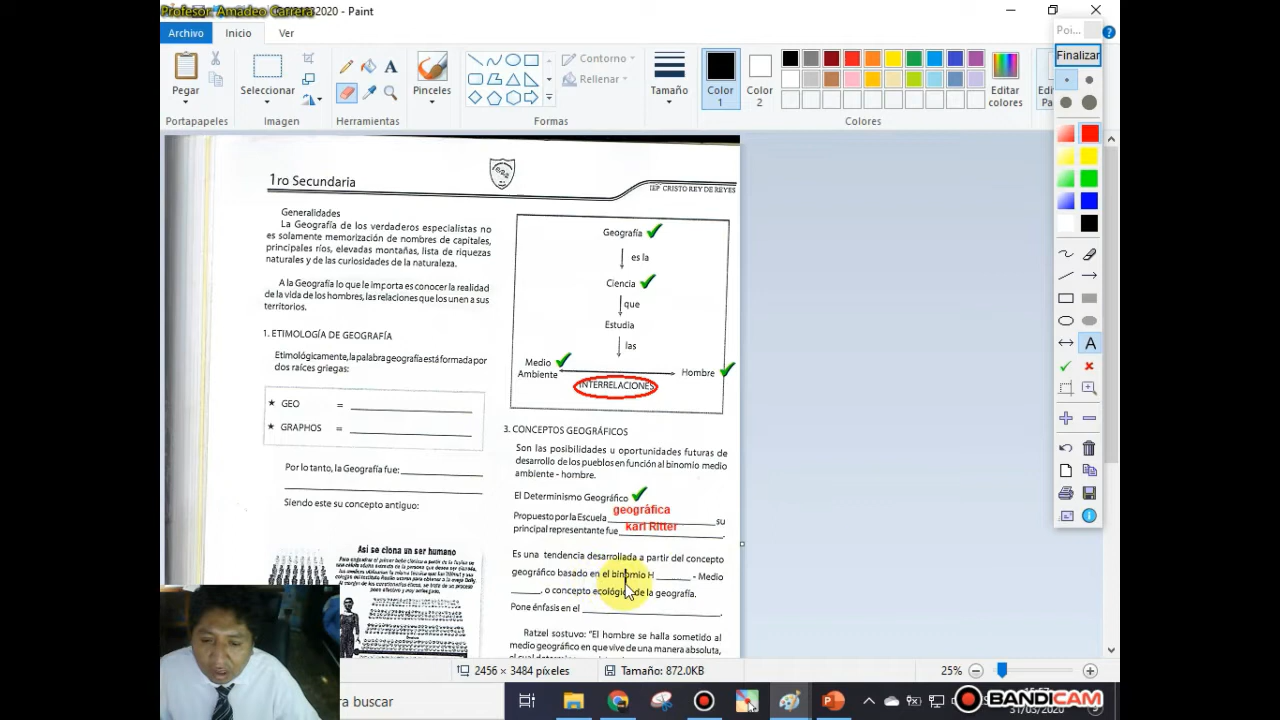 Profesor: Amadeo Carrera
2020 - Paint
Archivo
Inicio
Ver
Pegar
Seleccionar
Pinceles
Contorno
Rellenar
Tamaño
Color
1
Color
2
Editar
colores
Portapapeles
Imagen
Herramientas
Formas
Colores
Finalizar
1ro Secundaria
IEP CRISTO REY DE REYES
Generalidades
La Geografía de los verdaderos especialistas no
es solamente memorización de nombres de capitales,
principales ríos, elevadas montañas, lista de riquezas
naturales y de las curiosidades de la naturaleza.
A la Geografía lo que le importa es conocer la realidad
de la vida de los hombres, las relaciones que los unen a sus
territorios.
1. ETIMOLOGÍA DE GEOGRAFÍA
Etimológicamente, la palabra geografía está formada por
dos raíces griegas:
GEO =
GRAPHOS =
Por lo tanto, la Geografía fue:
Siendo este su concepto antiguo:
Así se clona un ser humano
Geografía
es la
Ciencia
que
Estudia
las
Medio
Ambiente
Hombre
INTERRELACIONES
3. CONCEPTOS GEOGRÁFICOS
Son las posibilidades u oportunidades futuras de
desarrollo de los pueblos en función al binomio medio
ambiente - hombre.
El Determinismo Geográfico
geográfica
Propuesto por la Escuela su
karl Ritter
principal representante fue .
Es una tendencia desarrollada a partir del concepto
geográfico basado en el binomio H ______ - Medio
_____, o concepto ecológico de la geografía.
Pone énfasis en el .
Ratzel sostuvo: "El hombre se halla sometido al
medio geográfico en que vive de una manera absoluta,
2456 × 3484 píxeles
Tamaño: 872.0KB
25%
ra buscar
31/03/2020
BANDICAM